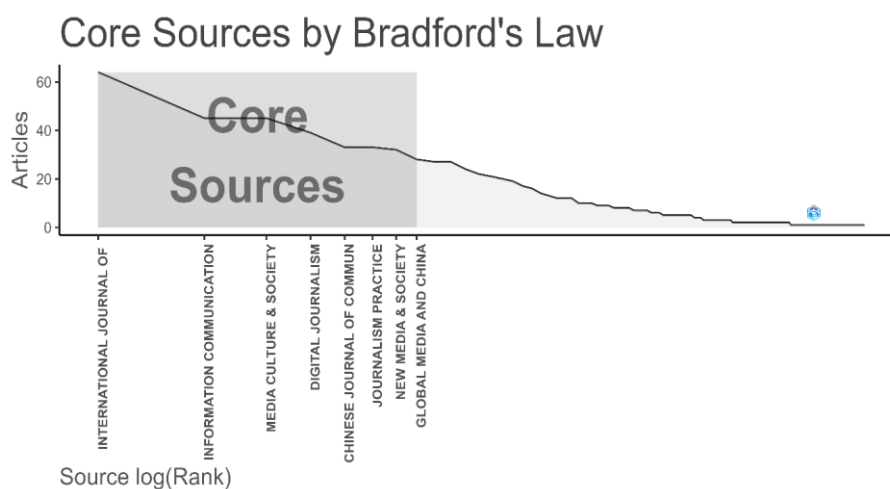 Core Sources by Bradford's Law
Articles
60
40
20
0
Core
Sources
INTERNATIONAL JOURNAL OF
INFORMATION COMMUNICATION
MEDIA CULTURE & SOCIETY
DIGITAL JOURNALISM
CHINESE JOURNAL OF COMMUN
JOURNALISM PRACTICE
NEW MEDIA & SOCIETY
GLOBAL MEDIA AND CHINA
Source log(Rank)